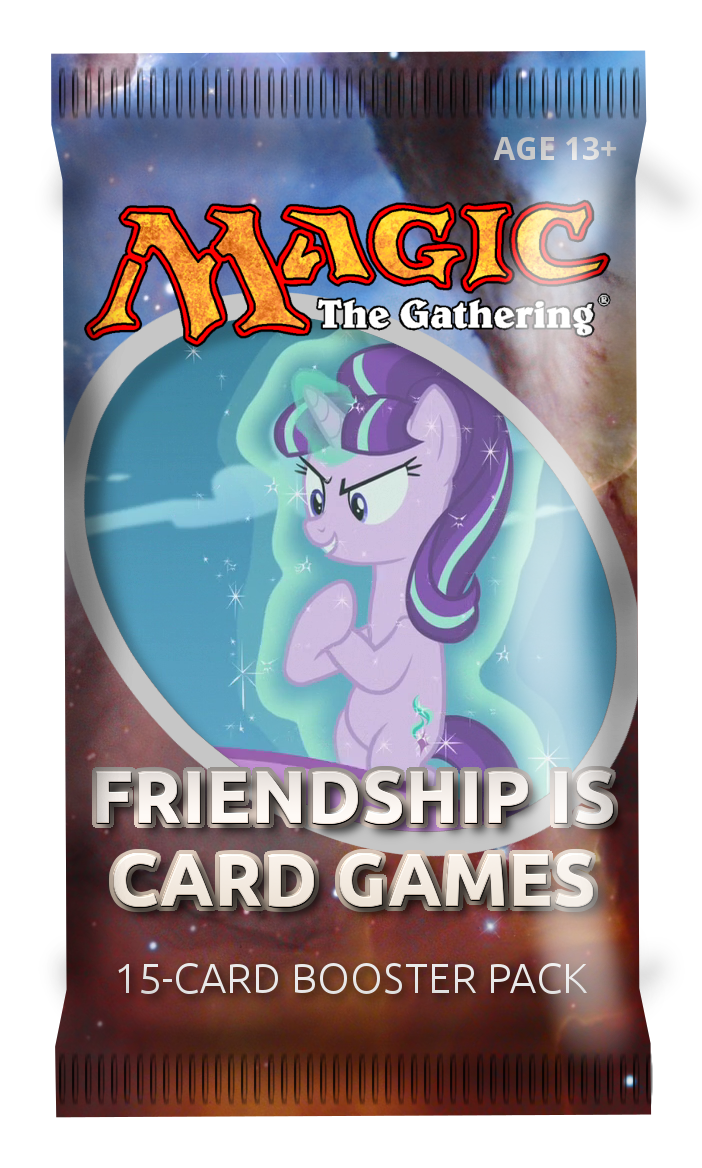 AGE 13+
MAGIC
The Gathering®
FRIENDSHIP IS
CARD GAMES
15-CARD BOOSTER PACK